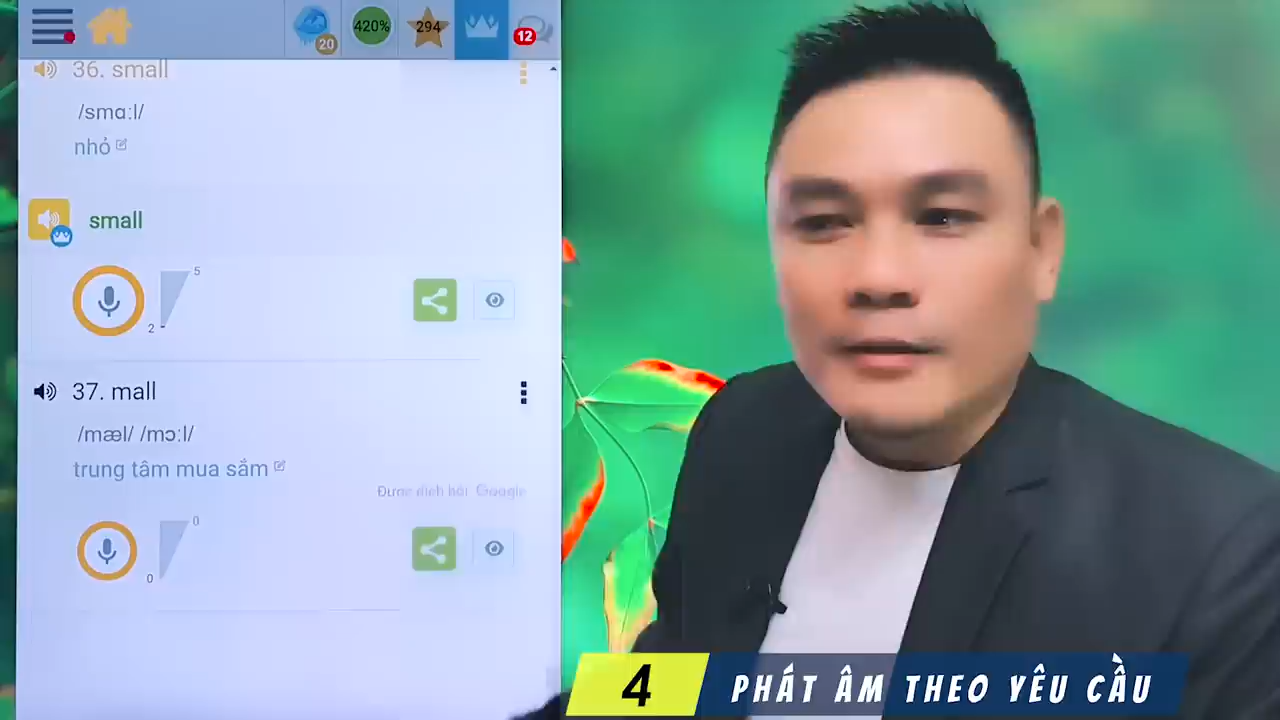 20
420%
294
12
36. small
/smɑːl/
nhỏ
small
5
2
37. mall
/mæl/ /mɔːl/
trung tâm mua sắm
Được dịch bởi Google
0
0
4 PHÁT ÂM THEO YÊU CẦU